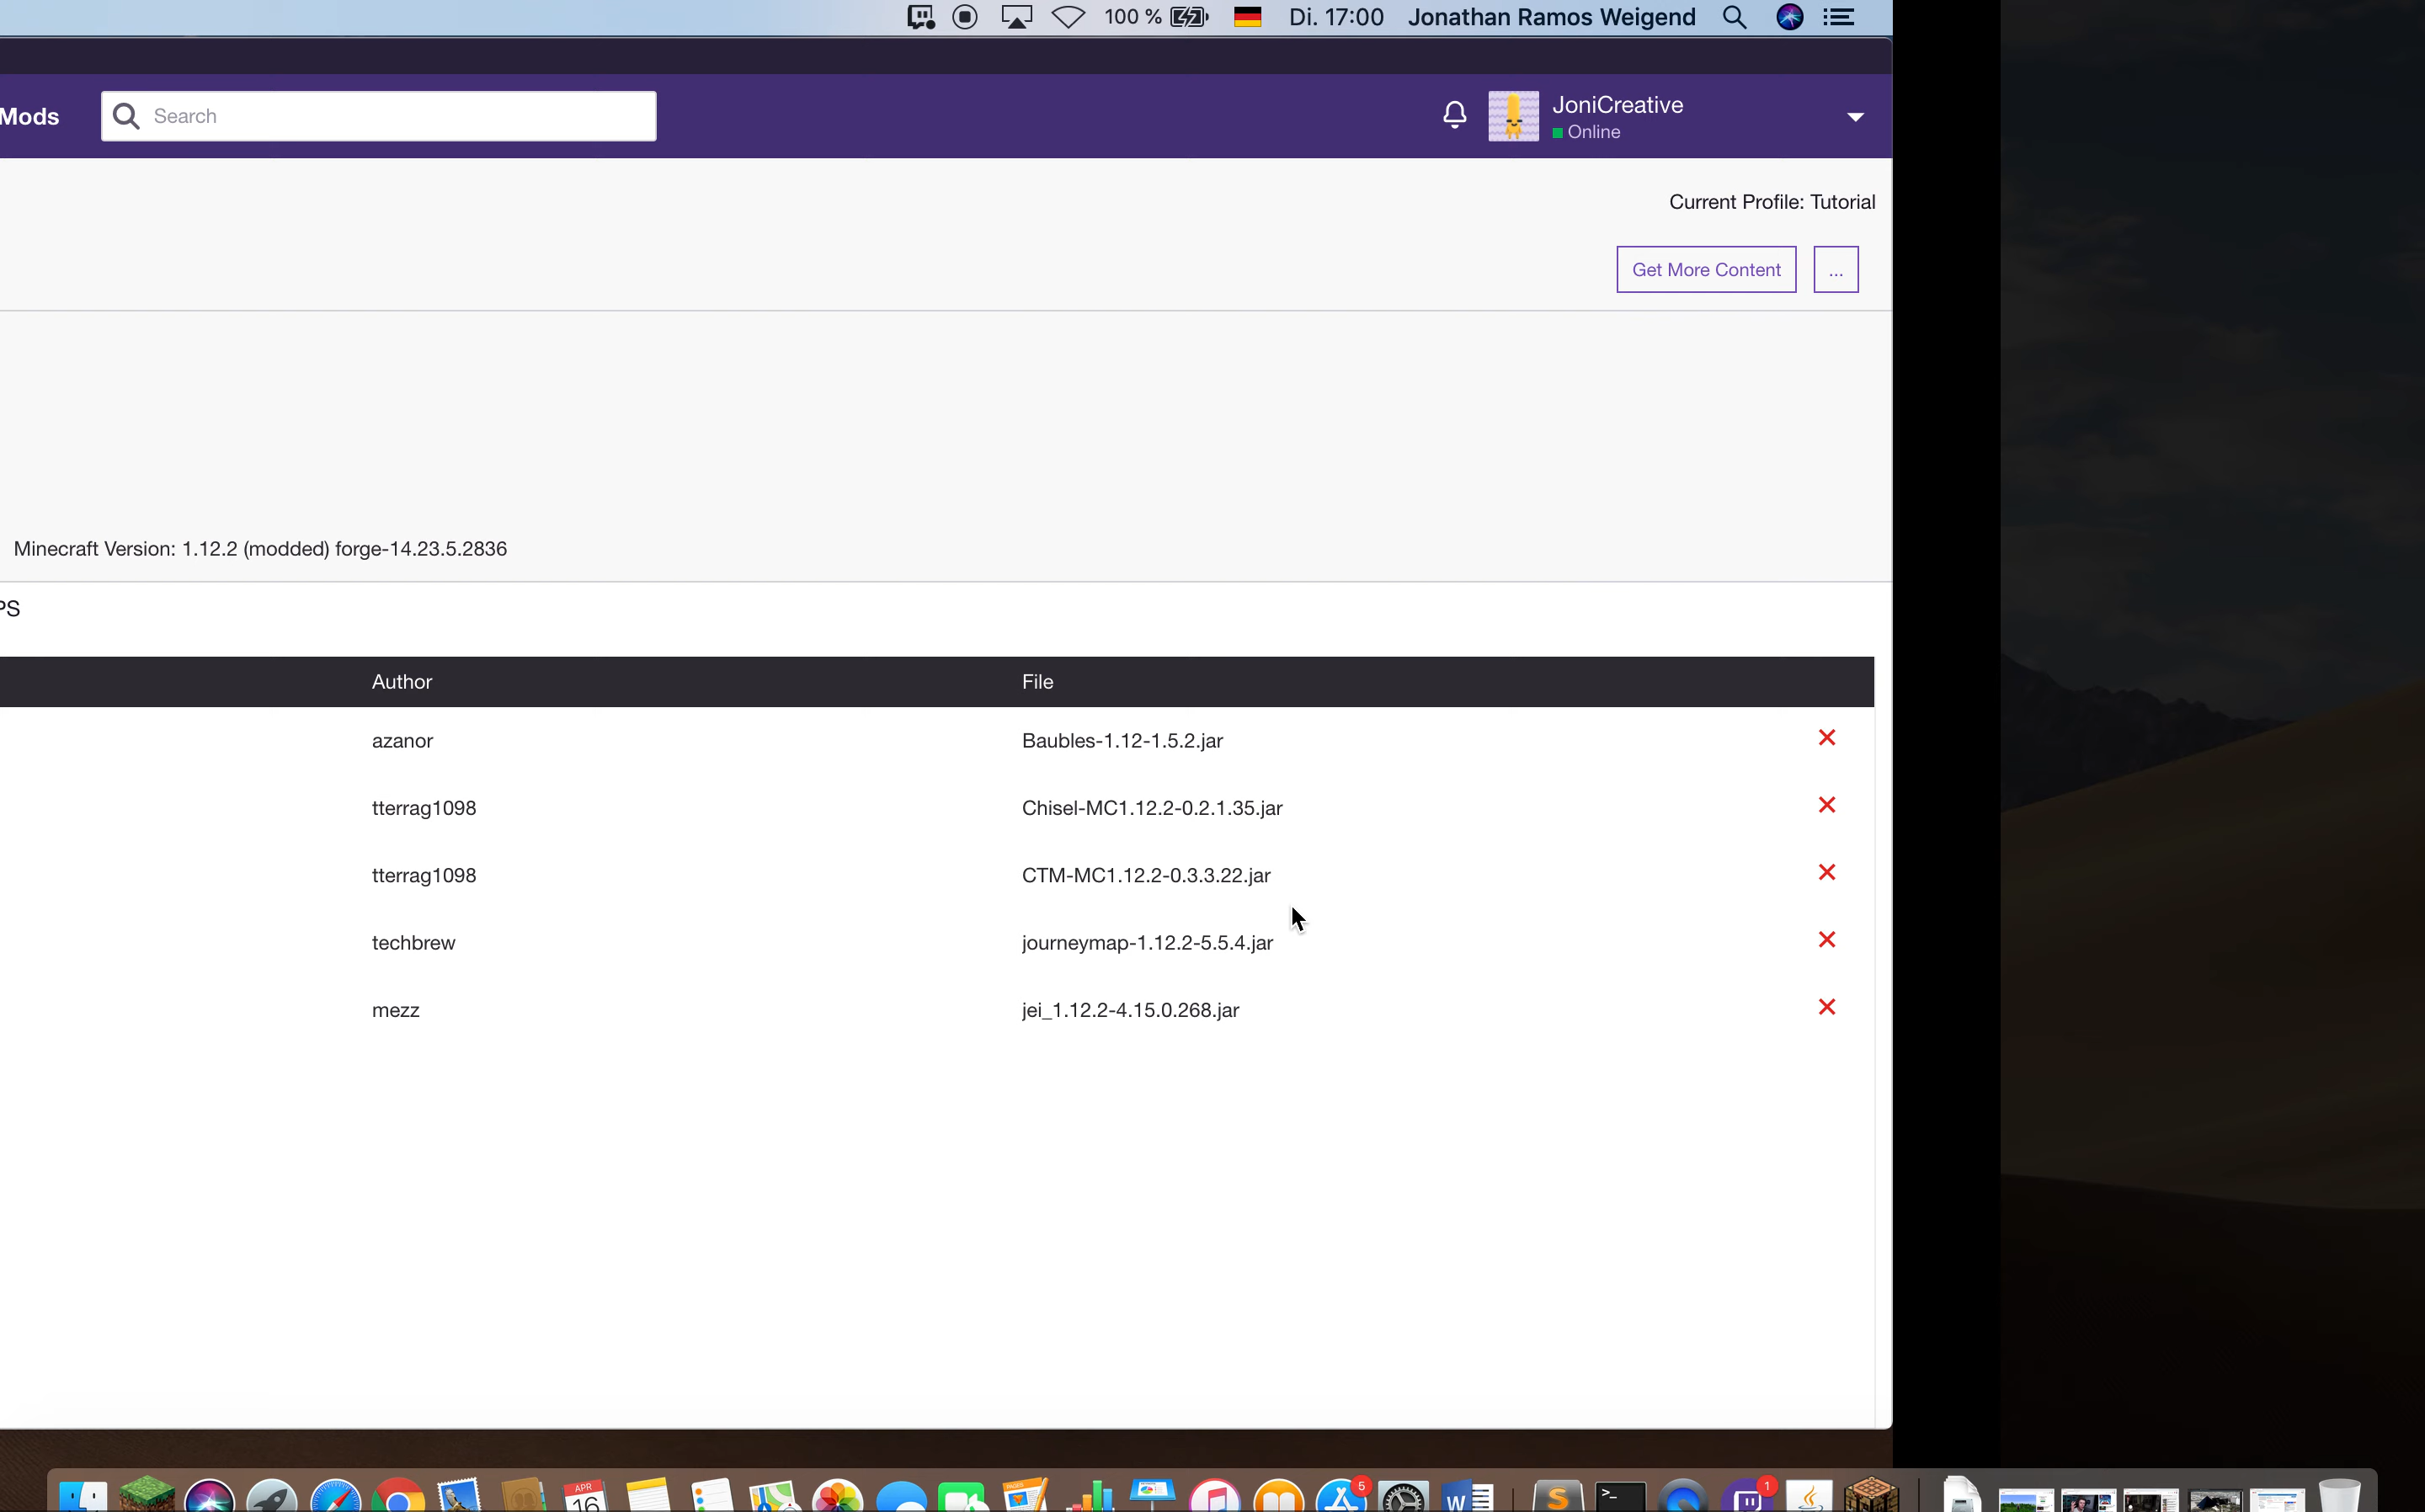 100 %
Di. 17:00
Jonathan Ramos Weigend
Mods
Search
JoniCreative
Online
Current Profile: Tutorial
Get More Content
...
Minecraft Version: 1.12.2 (modded) forge-14.23.5.2836
PS
Author File
azanor Baubles-1.12-1.5.2.jar
tterrag1098 Chisel-MC1.12.2-0.2.1.35.jar
tterrag1098 CTM-MC1.12.2-0.3.3.22.jar
techbrew journeymap-1.12.2-5.5.4.jar
mezz jei_1.12.2-4.15.0.268.jar
APR
16
5
W
S
>_
1